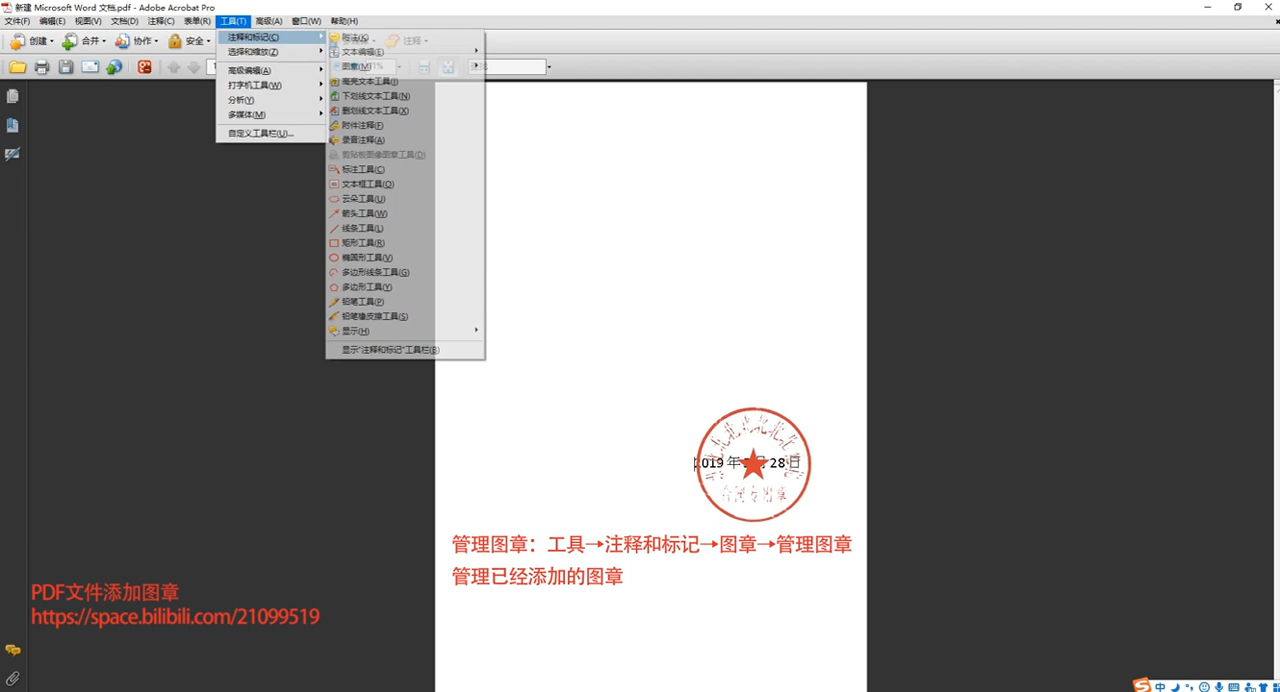 新建 Microsoft Word 文档.pdf - Adobe Acrobat Pro
文件(F) 编辑(E) 视图(V) 文档(D) 注释(C) 表单(R) 工具(T) 高级(A) 窗口(W) 帮助(H)
创建 合并 协作 安全 注释
注释和标记(C)
选择和缩放(Z)
高级编辑(A)
打字机工具(W)
分析(Y)
多媒体(M)
自定义工具栏(U)...
附注(X)
文本编辑(E)
图章(M)
高亮文本工具(I)
下划线文本工具(N)
删划线文本工具(X)
附件注释(F)
录音注释(A)
剪贴板图像图章工具(D)
标注工具(C)
文本框工具(O)
云朵工具(U)
箭头工具(W)
线条工具(L)
矩形工具(R)
椭圆形工具(V)
多边形线条工具(G)
多边形工具(Y)
铅笔工具(P)
铅笔橡皮擦工具(S)
显示(H)
显示“注释和标记”工具栏(B)
2019 年 月 28 日
合同专用章
管理图章：工具→注释和标记→图章→管理图章
管理已经添加的图章
PDF文件添加图章
https://space.bilibili.com/21099519
中